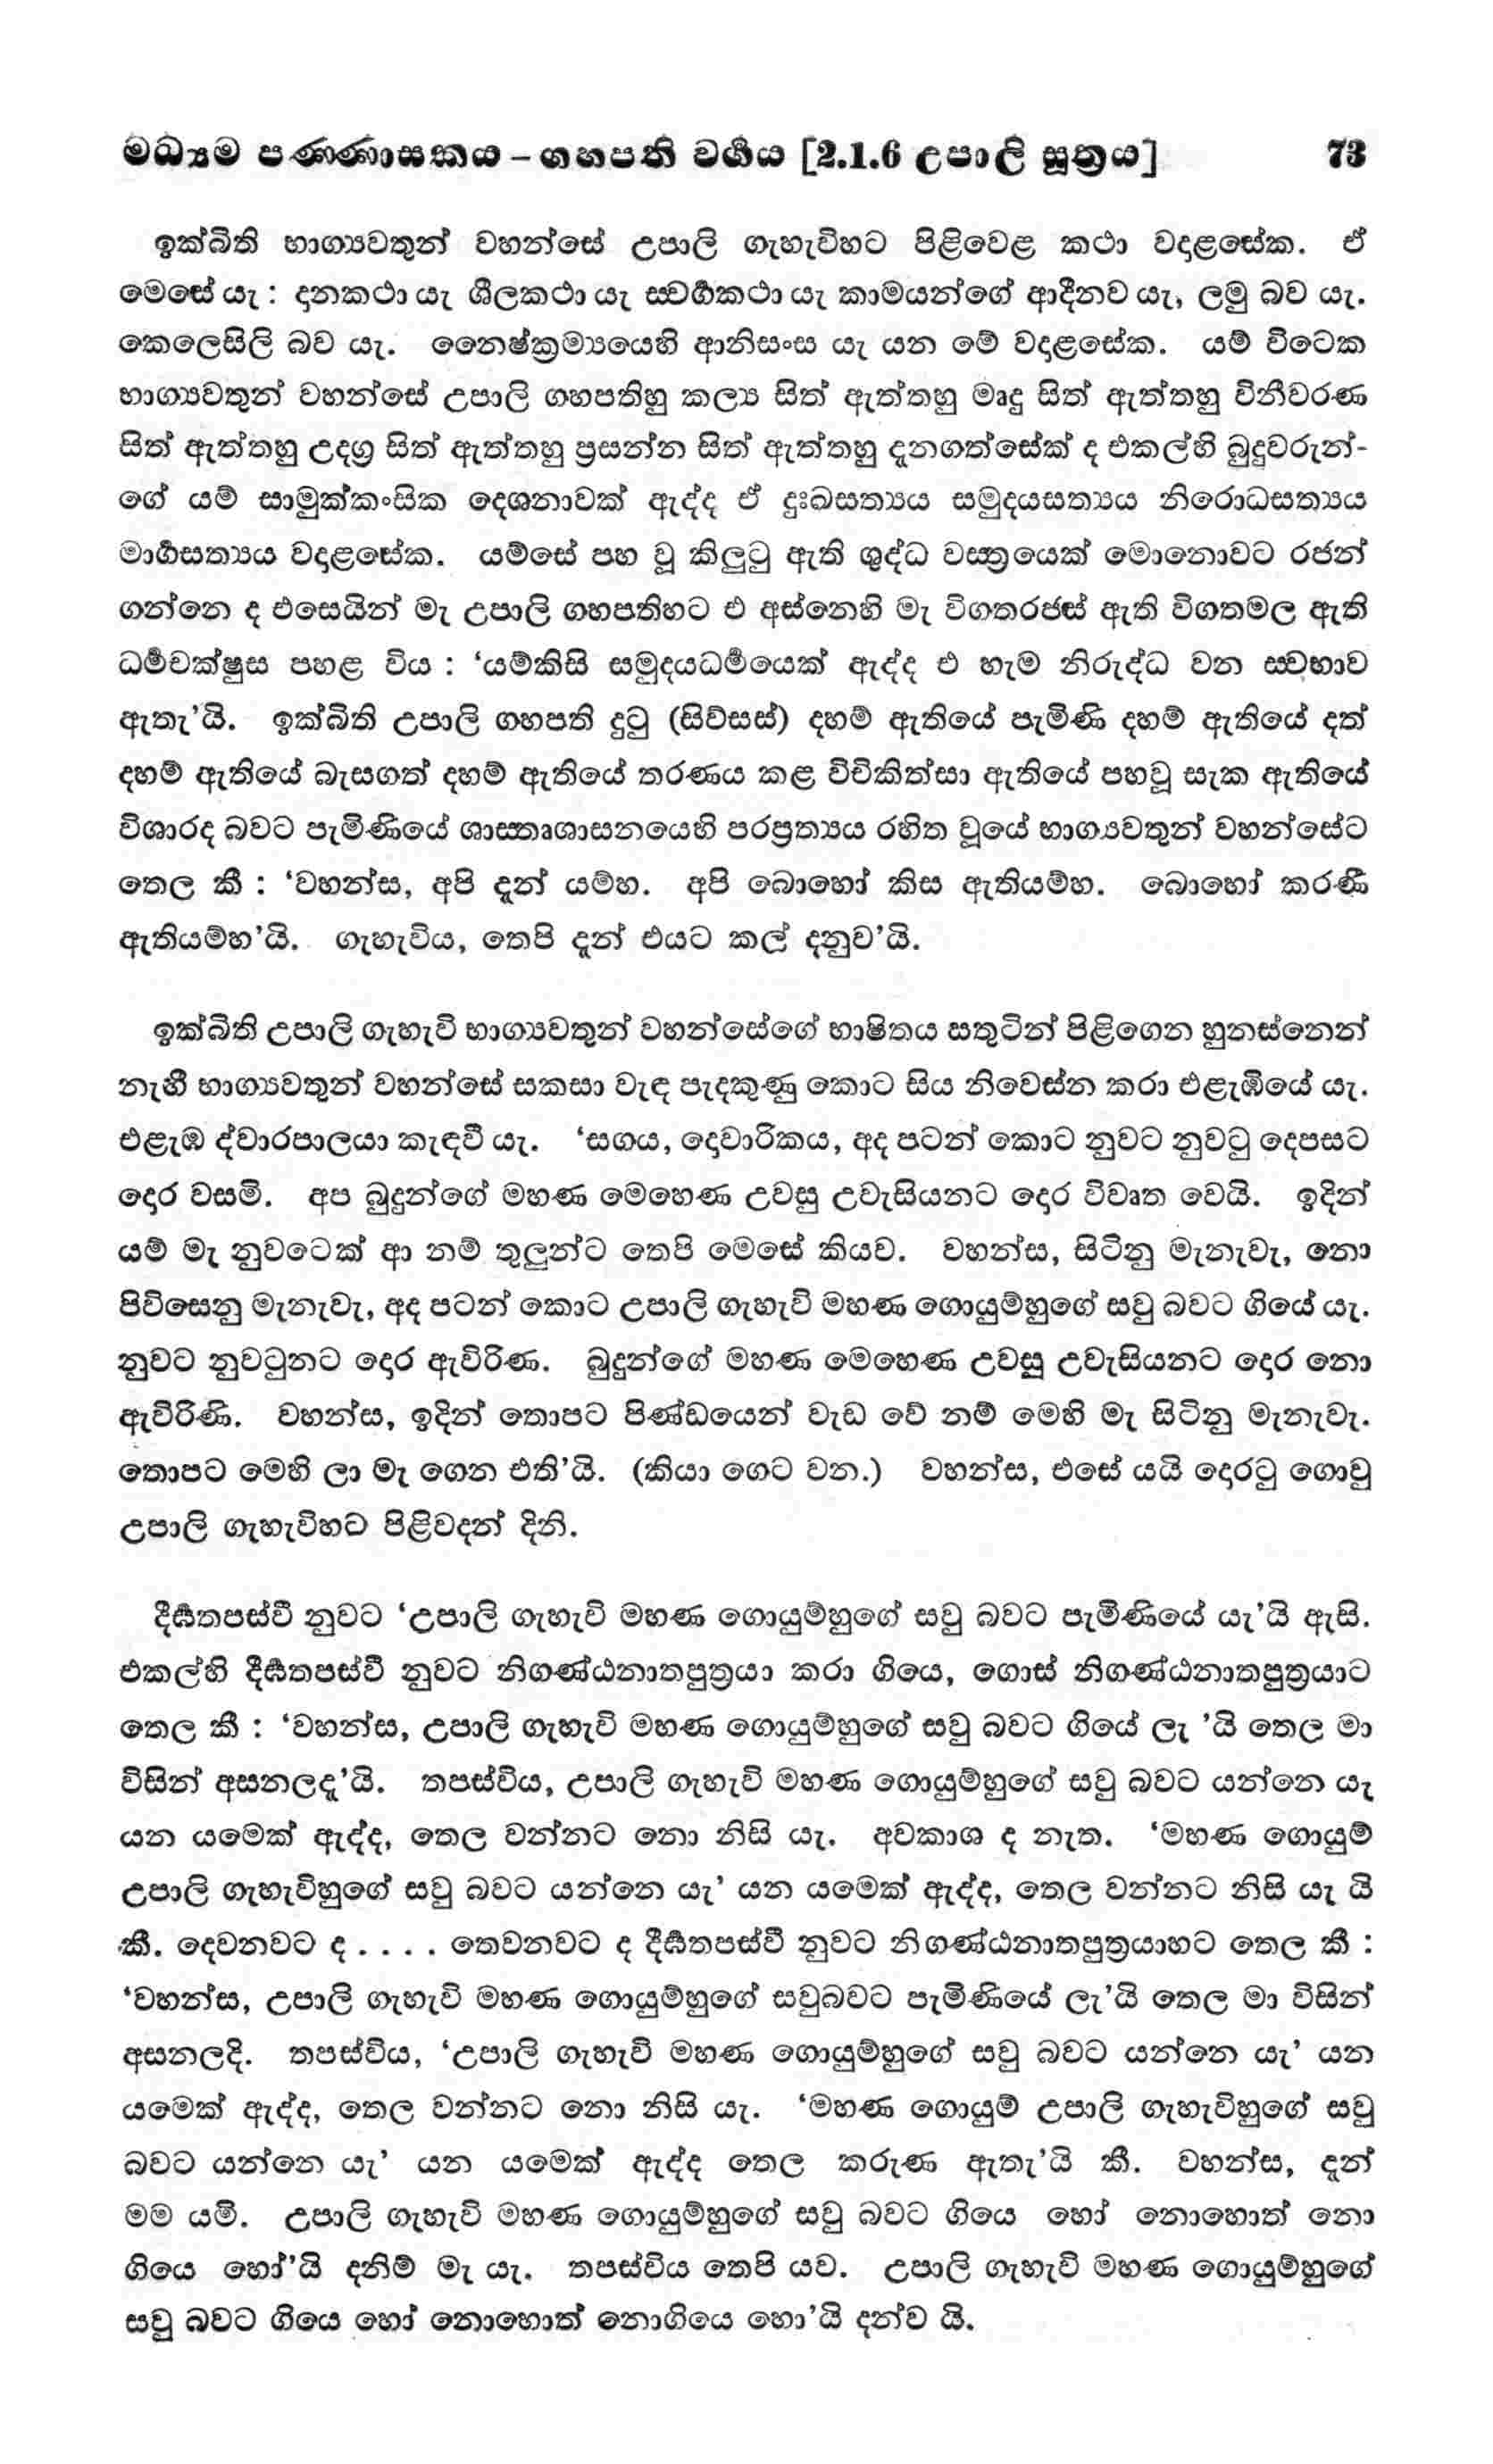 මධ්‍යම පණ්ණාසකය – ගහපති වර්‍ගය [2.1.6 උපාලි සූත්‍රය] 73
ඉක්බිති භාග්‍යවතුන් වහන්සේ උපාලි ගැහැවිහට පිළිවෙළ කථා වදාළසේක. ඒ
මෙසේ යැ : දානකථා යැ ශීලකථා යැ ස්වර්‍ගකථා යැ කාමයන්ගේ ආදීනව යැ, ලමු බව යැ.
කෙලෙසිලි බව යැ. නෛෂ්ක්‍රම්‍යයෙහි ආනිසංස යැ යන මේ වදාළසේක. යම් විටෙක
භාග්‍යවතුන් වහන්සේ උපාලි ගහපතිහු කල්‍ය සිත් ඇත්තහු මෘදු සිත් ඇත්තහු විනීවරණ
සිත් ඇත්තහු උදග්‍ර සිත් ඇත්තහු ප්‍රසන්න සිත් ඇත්තහු දැනගත්සේක් ද එකල්හි බුදුවරුන්-
ගේ යම් සාමුක්කංසික දෙශනාවක් ඇද්ද ඒ දුඃඛසත්‍යය සමුදයසත්‍යය නිරොධසත්‍යය
මාර්‍ගසත්‍යය වදාළසේක. යම්සේ පහ වූ කිලුටු ඇති ශුද්ධ වස්ත්‍රයෙක් මොනොවට රජන්
ගන්නෙ ද එසෙයින් මැ උපාලි ගහපතිහට එ අස්නෙහි මැ විගතරජස් ඇති විගතමල ඇති
ධර්‍මචක්ෂුස පහළ විය : ‘යම්කිසි සමුදයධර්‍මයෙක් ඇද්ද එ හැම නිරුද්ධ වන ස්වභාව
ඇතැ’යි. ඉක්බිති උපාලි ගහපති දුටු (සිව්සස්) දහම් ඇතියේ පැමිණි දහම් ඇතියේ දත්
දහම් ඇතියේ බැසගත් දහම් ඇතියේ තරණය කළ විචිකිත්සා ඇතියේ පහවූ සැක ඇතියේ
විශාරද බවට පැමිණියේ ශාස්තෘශාසනයෙහි පරප්‍රත්‍යය රහිත වූයේ භාග්‍යවතුන් වහන්සේට
තෙල කී : ‘වහන්ස, අපි දැන් යම්හ. අපි බොහෝ කිස ඇතියම්හ. බොහෝ කරණී
ඇතියම්හ’යි. ගැහැවිය, තෙපි දැන් එයට කල් දනුව’යි.
ඉක්බිති උපාලි ගැහැවි භාග්‍යවතුන් වහන්සේගේ භාෂිතය සතුටින් පිළිගෙන හුනස්නෙන්
නැඟී භාග්‍යවතුන් වහන්සේ සකසා වැඳ පැදකුණු කොට සිය නිවෙස්න කරා එළැඹියේ යැ.
එළැඹ ද්වාරපාලයා කැඳවී යැ. ‘සගය, දොවාරිකය, අද පටන් කොට නුවට නුවටු දෙපසට
දොර වසමි. අප බුදුන්ගේ මහණ මෙහෙණ උවසු උවැසියනට දොර විවෘත වෙයි. ඉදින්
යම් මැ නුවටෙක් ආ නම් තුලුන්ට තෙපි මෙසේ කියව. වහන්ස, සිටිනු මැනැවැ, නො
පිවිසෙනු මැනැවැ, අද පටන් කොට උපාලි ගැහැවි මහණ ගොයුම්හුගේ සවු බවට ගියේ යැ.
නුවට නුවටුනට දොර ඇවිරිණ. බුදුන්ගේ මහණ මෙහෙණ උවසු උවැසියනට දොර නො
ඇවිරිණි. වහන්ස, ඉදින් තොපට පිණ්ඩයෙන් වැඩ වේ නම් මෙහි මැ සිටිනු මැනැවැ.
තොපට මෙහි ලා මැ ගෙන එති’යි. (කියා ගෙට වන.) වහන්ස, එසේ යයි දොරටු ගොවු
උපාලි ගැහැවිහට පිළිවදන් දිනි.
දීර්‍ඝතපස්වී නුවට ‘උපාලි ගැහැවි මහණ ගොයුම්හුගේ සවු බවට පැමිණියේ යැ’යි ඇසි.
එකල්හි දීර්‍ඝතපස්වී නුවට නිගණ්ඨනාතපුත්‍රයා කරා ගියෙ, ගොස් නිගණ්ඨනාතපුත්‍රයාට
තෙල කී : ‘වහන්ස, උපාලි ගැහැවි මහණ ගොයුම්හුගේ සවු බවට ගියේ ලැ ’යි තෙල මා
විසින් අසනලදැ’යි. තපස්විය, උපාලි ගැහැවි මහණ ගොයුම්හුගේ සවු බවට යන්නෙ යැ
යන යමෙක් ඇද්ද, තෙල වන්නට නො නිසි යැ. අවකාශ ද නැත. ‘මහණ ගොයුම්
උපාලි ගැහැවිහුගේ සවු බවට යන්නෙ යැ’ යන යමෙක් ඇද්ද, තෙල වන්නට නිසි යැ යි
කී. දෙවනවට ද . . . . තෙවනවට ද දීර්‍ඝතපස්වී නුවට නිගණ්ඨනාතපුත්‍රයාහට තෙල කී :
‘වහන්ස, උපාලි ගැහැවි මහණ ගොයුම්හුගේ සවුබවට පැමිණියේ ලැ’යි තෙල මා විසින්
අසනලදි. තපස්විය, ‘උපාලි ගැහැවි මහණ ගොයුම්හුගේ සවු බවට යන්නෙ යැ’ යන
යමෙක් ඇද්ද, තෙල වන්නට නො නිසි යැ. ‘මහණ ගොයුම් උපාලි ගැහැවිහුගේ සවු
බවට යන්නෙ යැ’ යන යමෙක් ඇද්ද තෙල කරුණ ඇතැ’යි කී. වහන්ස, දැන්
මම යමි. උපාලි ගැහැවි මහණ ගොයුම්හුගේ සවු බවට ගියෙ හෝ නොහොත් නො
ගියෙ හෝ’යි දනිම් මැ යැ. තපස්විය තෙපි යව. උපාලි ගැහැවි මහණ ගොයුම්හුගේ
සවු බවට ගියෙ හෝ නොහොත් නොගියෙ හො’යි දන්ව යි.